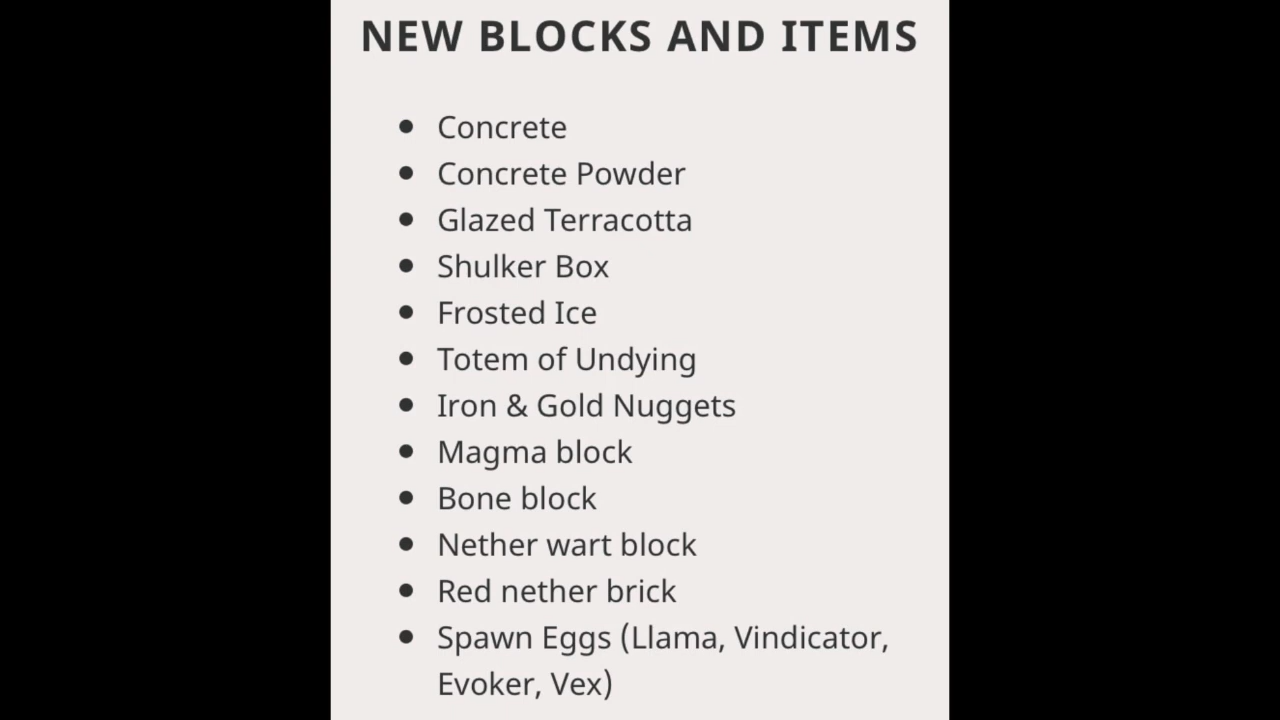 NEW BLOCKS AND ITEMS
• Concrete
• Concrete Powder
• Glazed Terracotta
• Shulker Box
• Frosted Ice
• Totem of Undying
• Iron & Gold Nuggets
• Magma block
• Bone block
• Nether wart block
• Red nether brick
• Spawn Eggs (Llama, Vindicator,
Evoker, Vex)